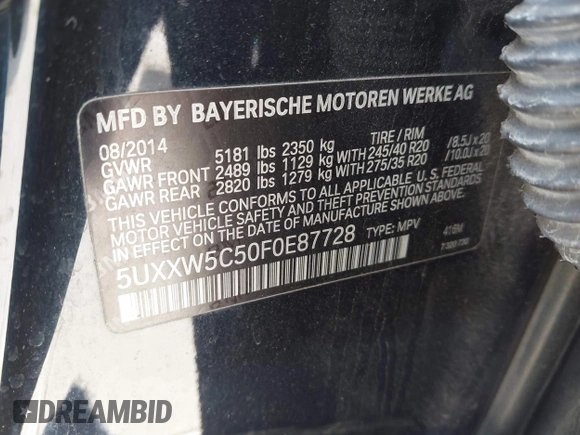 MFD BY BAYERISCHE MOTOREN WERKE AG
08/2014 TIRE / RIM
GVWR 5181 lbs 2350 kg
GAWR FRONT 2489 lbs 1129 kg WITH 245/40 R20 /8.5Jx20
GAWR REAR 2820 lbs 1279 kg WITH 275/35 R20 /10.0Jx20
THIS VEHICLE CONFORMS TO ALL APPLICABLE U.S. FEDERAL
MOTOR VEHICLE SAFETY AND THEFT PREVENTION STANDARDS
IN EFFECT ON THE DATE OF MANUFACTURE SHOWN ABOVE.
5UXXW5C50F0E87728 TYPE: MPV 416M
DREAMBID